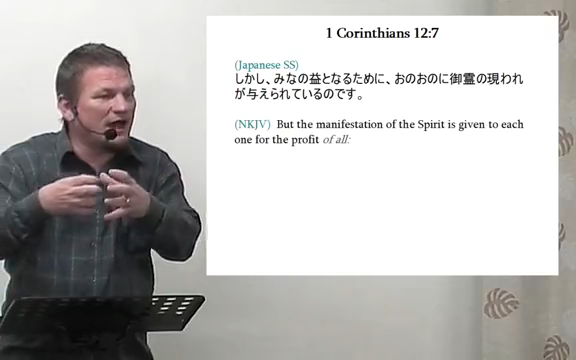 1 Corinthians 12:7
(Japanese SS)
しかし、みなの益となるために、おのおのに御霊の現われ
が与えられているのです。
(NKJV)  But the manifestation of the Spirit is given to each
one for the profit of all: